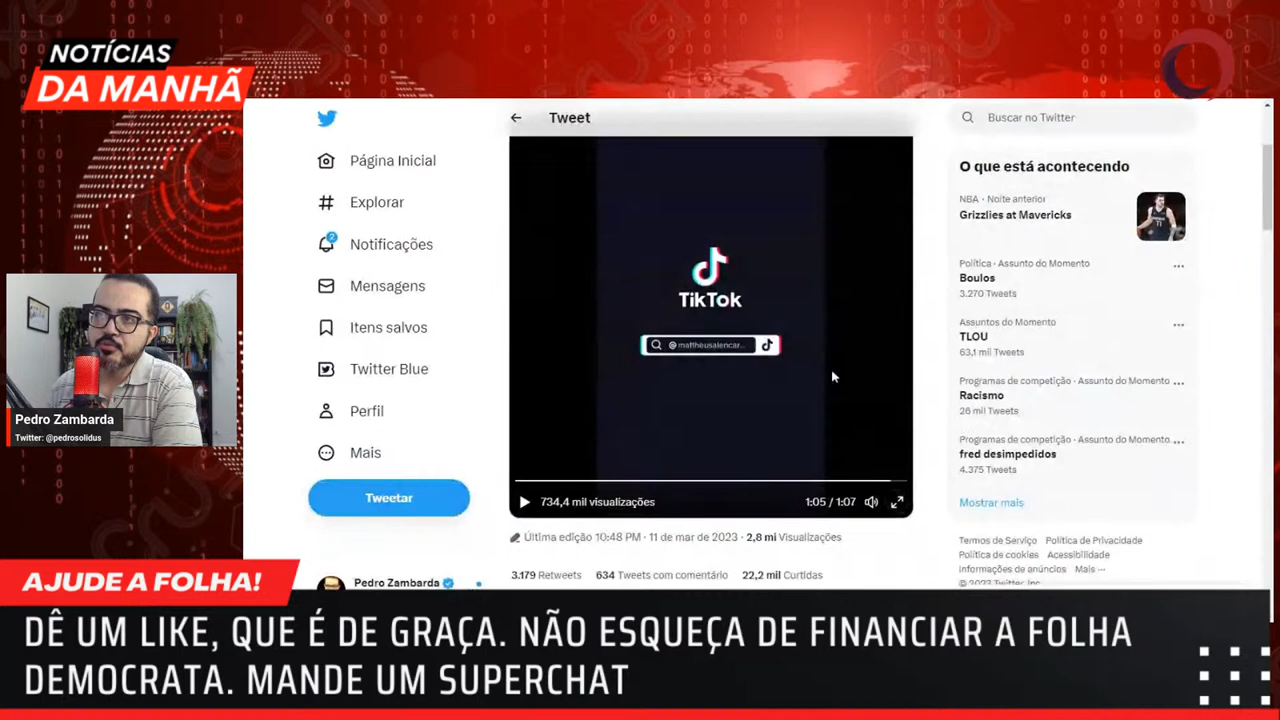 NOTÍCIAS
DA MANHÃ
Página Inicial
Explorar
2
Notificações
Mensagens
Itens salvos
Twitter Blue
Perfil
Mais
Tweetar
Pedro Zambarda
Tweet
TikTok
@mattheusalencar...
734,4 mil visualizações
1:05 / 1:07
Última edição 10:48 PM · 11 de mar de 2023 · 2,8 mi Visualizações
3.179 Retweets 634 Tweets com comentário 22,2 mil Curtidas
Buscar no Twitter
O que está acontecendo
NBA · Noite anterior
Grizzlies at Mavericks
Política · Assunto do Momento
Boulos
3.270 Tweets
Assuntos do Momento
TLOU
63,1 mil Tweets
Programas de competição · Assunto do Momento
Racismo
26 mil Tweets
Programas de competição · Assunto do Momento
fred desimpedidos
4.375 Tweets
Mostrar mais
Termos de Serviço Política de Privacidade
Política de cookies Acessibilidade
Informações de anúncios Mais ···
© 2023 Twitter, Inc.
Pedro Zambarda
Twitter: @pedrosolidus
AJUDE A FOLHA!
DÊ UM LIKE, QUE É DE GRAÇA. NÃO ESQUEÇA DE FINANCIAR A FOLHA
DEMOCRATA. MANDE UM SUPERCHAT